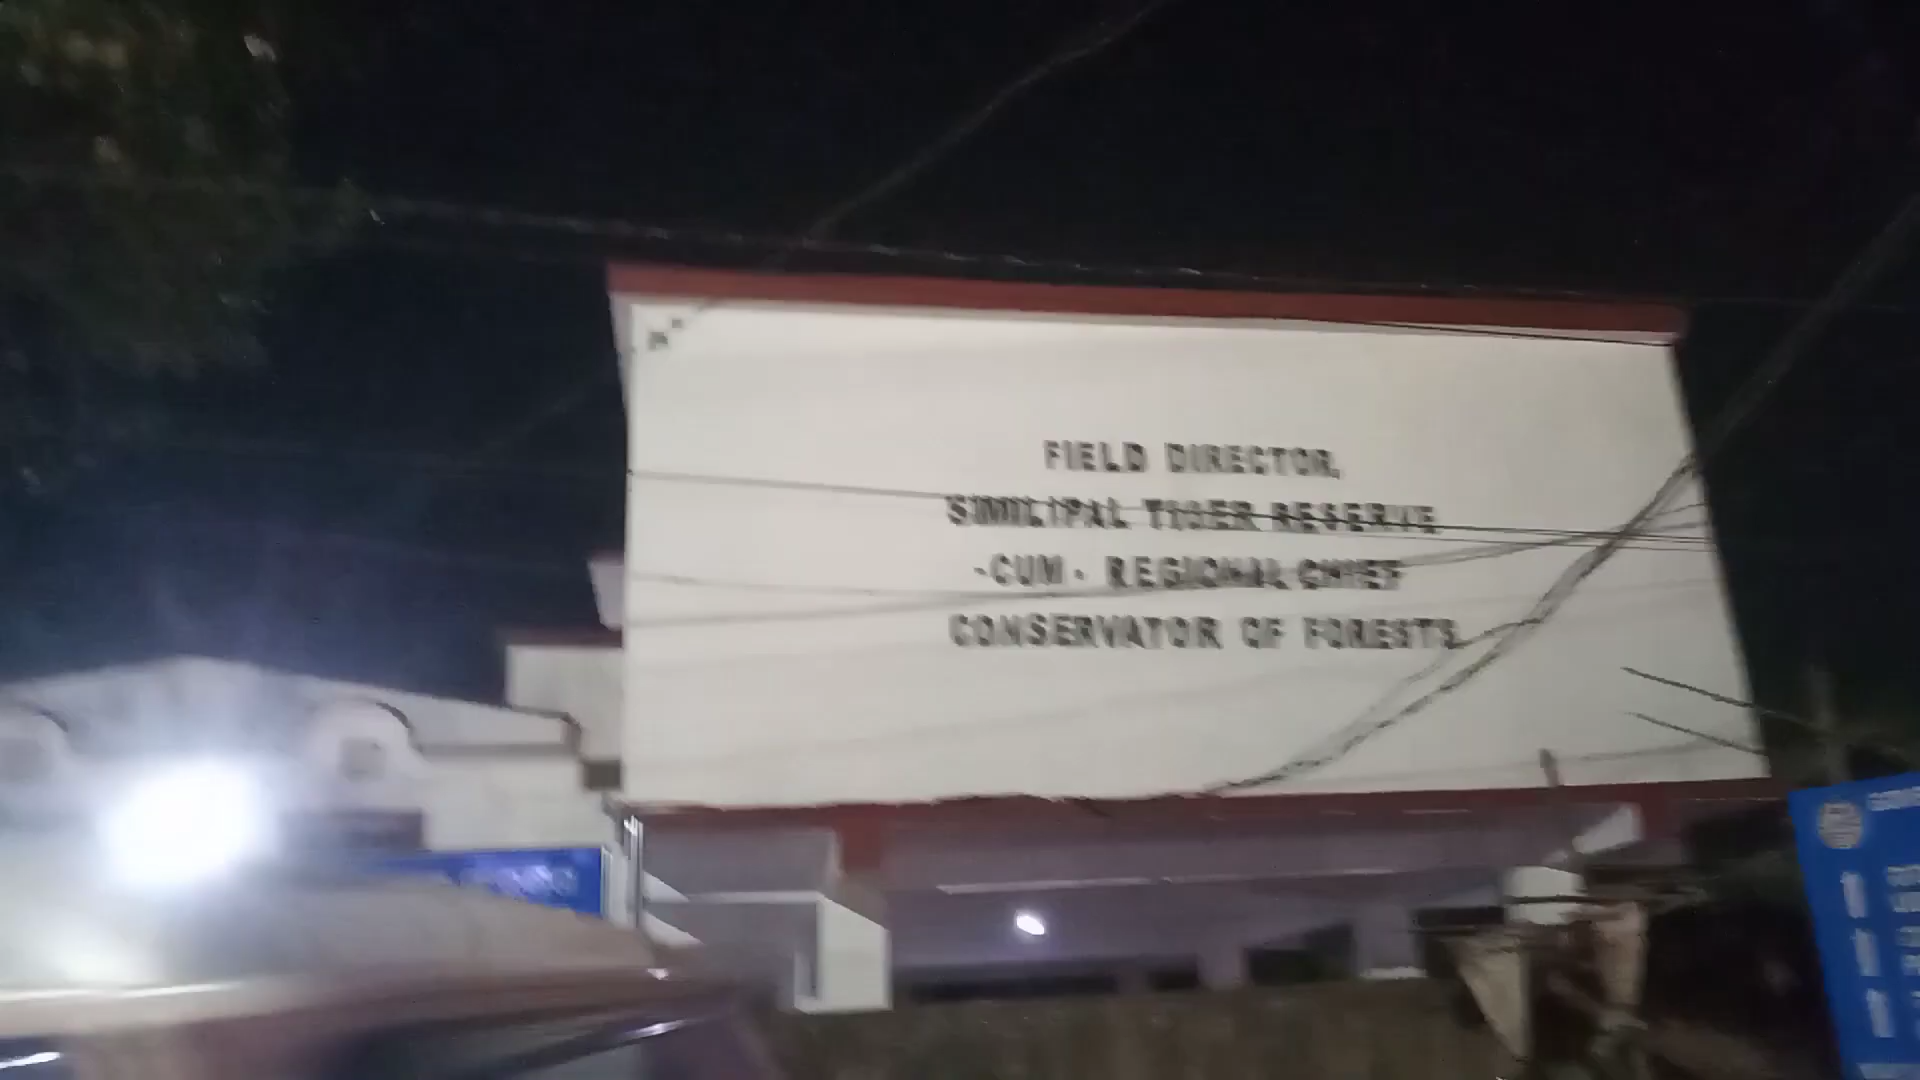 FIELD DIRECTOR,
SIMILIPAL TIGER RESERVE
-CUM- REGIONAL CHIEF
CONSERVATOR OF FORESTS